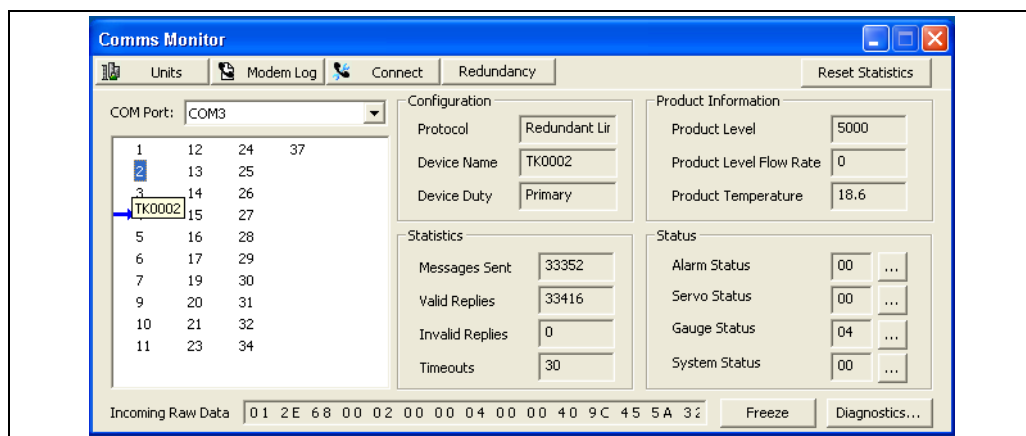 Comms Monitor
Units Modem Log Connect Redundancy Reset Statistics
COM Port: COM3
1 12 24 37
2 13 25
3 14 26
TK0002 15 27
5 16 28
6 17 29
7 19 30
9 20 31
10 21 32
11 23 34
Configuration
Protocol Redundant Lir
Device Name TK0002
Device Duty Primary
Product Information
Product Level 5000
Product Level Flow Rate 0
Product Temperature 18.6
Statistics
Messages Sent 33352
Valid Replies 33416
Invalid Replies 0
Timeouts 30
Status
Alarm Status 00 ...
Servo Status 00 ...
Gauge Status 04 ...
System Status 00 ...
Incoming Raw Data 01 2E 68 00 02 00 00 04 00 00 40 9C 45 5A 32 Freeze Diagnostics...